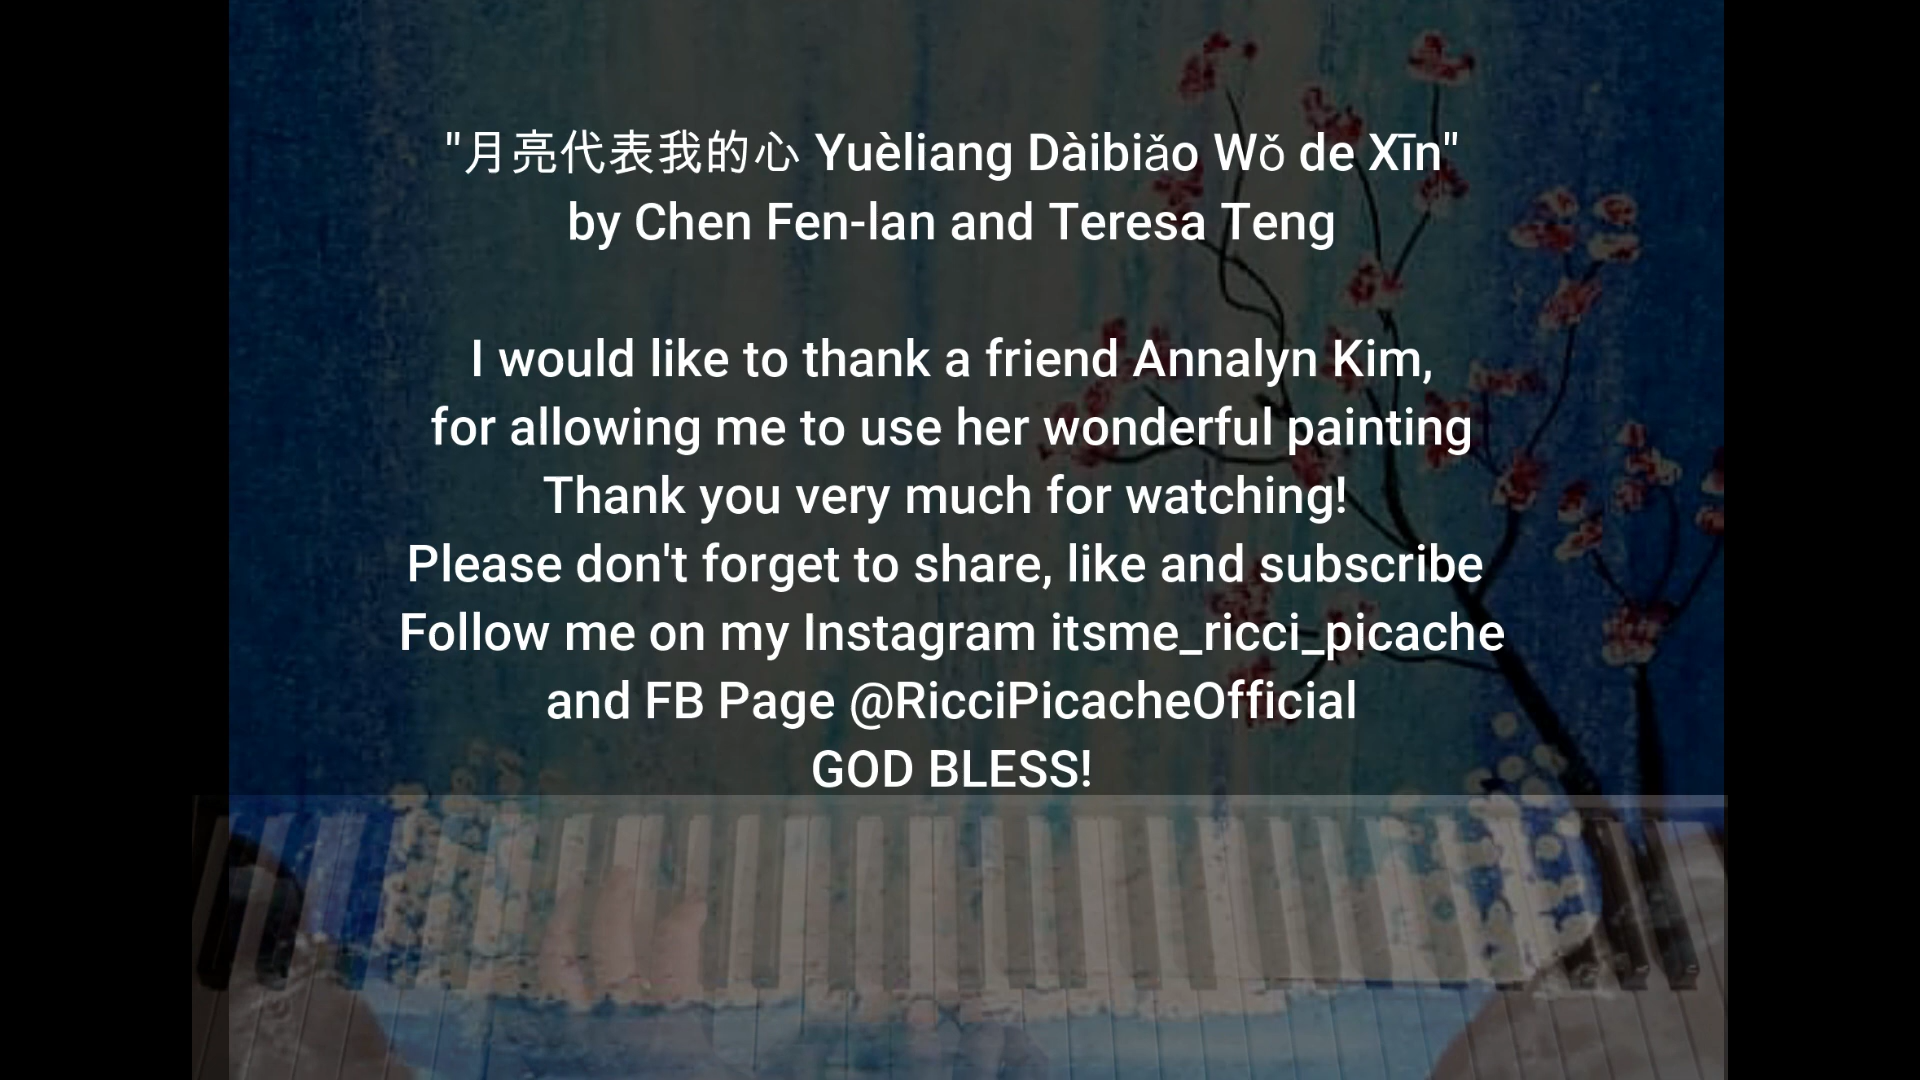 "月亮代表我的心 Yuèliang Dàibiǎo Wǒ de Xīn"
by Chen Fen-lan and Teresa Teng
I would like to thank a friend Annalyn Kim,
for allowing me to use her wonderful painting
Thank you very much for watching!
Please don't forget to share, like and subscribe
Follow me on my Instagram itsme_ricci_picache
and FB Page @RicciPicacheOfficial
GOD BLESS!